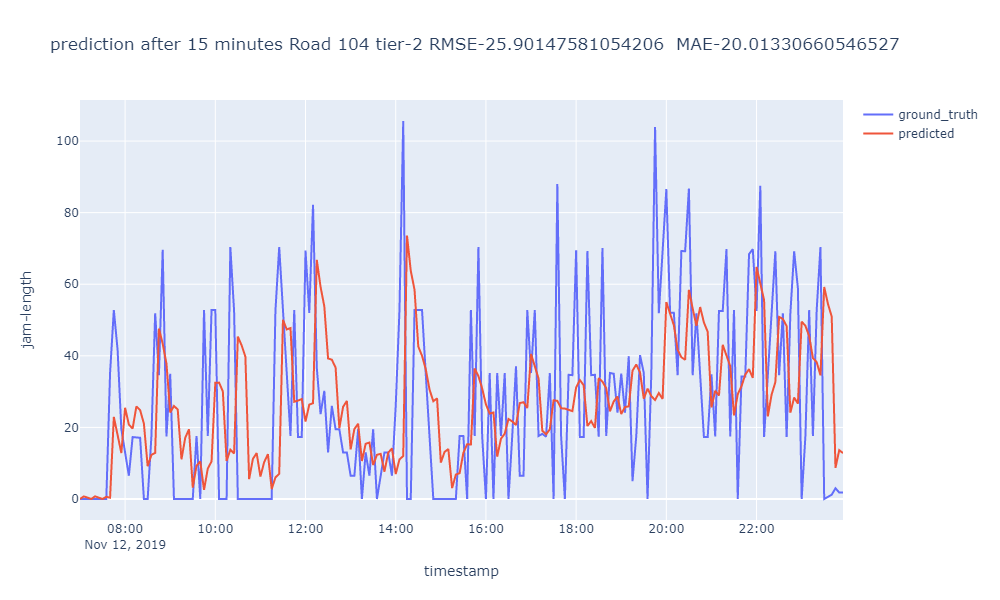 prediction after 15 minutes Road 104 tier-2 RMSE-25.90147581054206  MAE-20.01330660546527
ground_truth
predicted
jam-length
100
80
60
40
20
0
08:00 10:00 12:00 14:00 16:00 18:00 20:00 22:00
Nov 12, 2019
timestamp